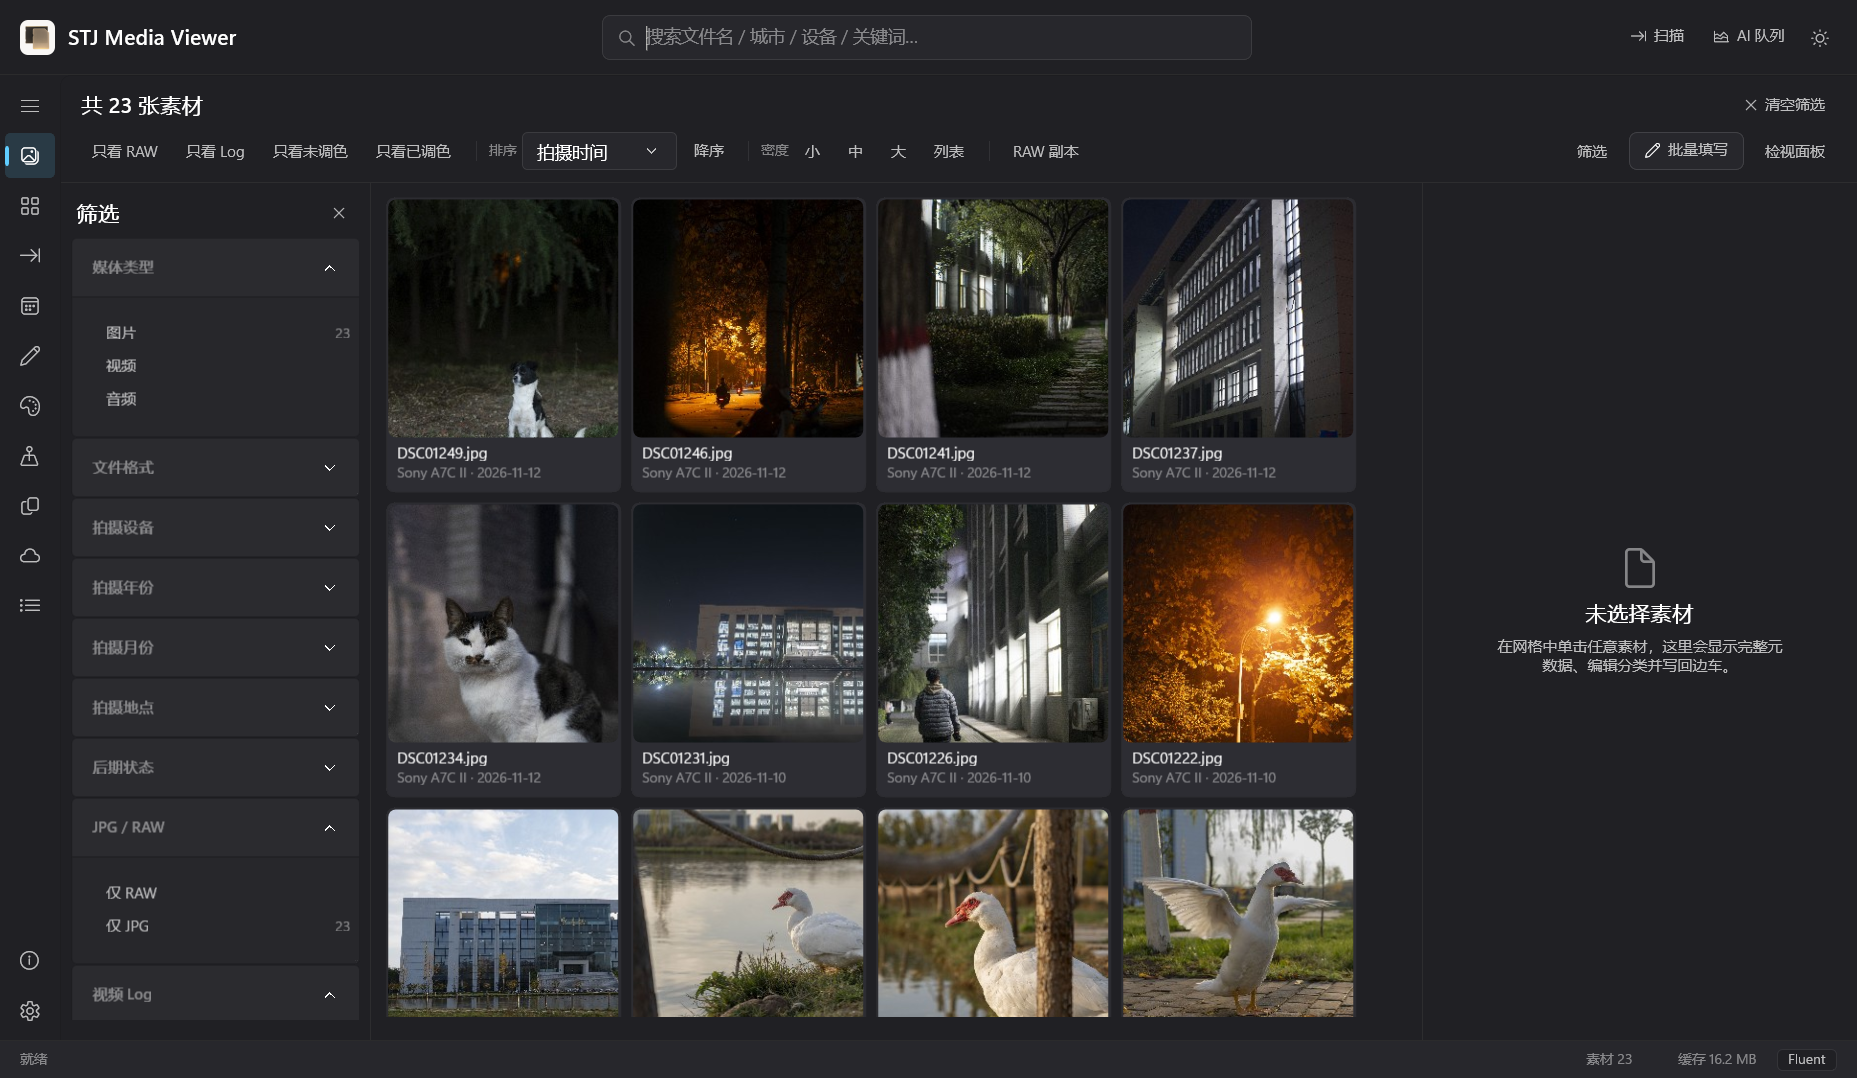 STJ Media Viewer
搜索文件名 / 城市 / 设备 / 关键词...
扫描
AI 队列
共 23 张素材
清空筛选
只看 RAW 只看 Log 只看未调色 只看已调色 排序 拍摄时间 降序 密度 小 中 大 列表 RAW 副本 筛选 批量填写 检视面板
筛选
媒体类型
图片 23
视频
音频
文件格式
拍摄设备
拍摄年份
拍摄月份
拍摄地点
后期状态
JPG / RAW
仅 RAW
仅 JPG 23
视频 Log
DSC01249.jpg
Sony A7C II · 2026-11-12
DSC01246.jpg
Sony A7C II · 2026-11-12
DSC01241.jpg
Sony A7C II · 2026-11-12
DSC01237.jpg
Sony A7C II · 2026-11-12
DSC01234.jpg
Sony A7C II · 2026-11-12
DSC01231.jpg
Sony A7C II · 2026-11-10
DSC01226.jpg
Sony A7C II · 2026-11-10
DSC01222.jpg
Sony A7C II · 2026-11-10
未选择素材
在网格中单击任意素材，这里会显示完整元
数据、编辑分类并写回边车。
就绪
素材 23
缓存 16.2 MB
Fluent